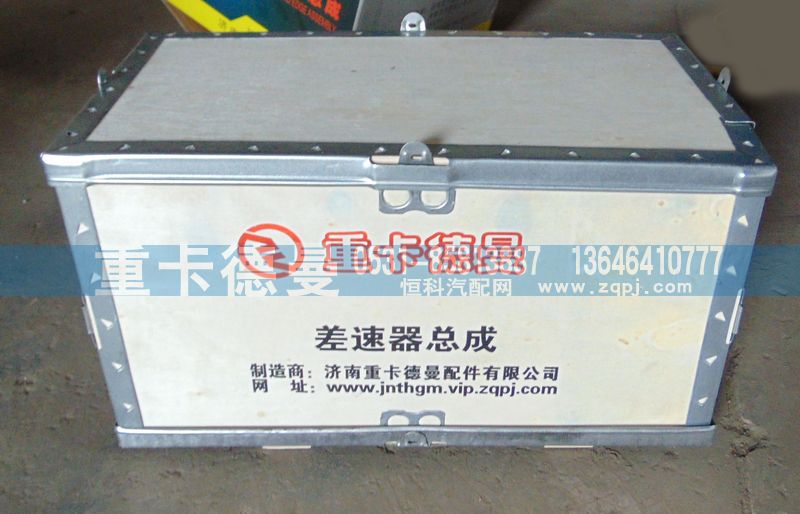 重卡德曼
重卡德曼 13646410777
恒科汽配网 www.zqpj.com
差速器总成
制造商：济南重卡德曼配件有限公司
网 址：www.jnthgm.vip.zqpj.com